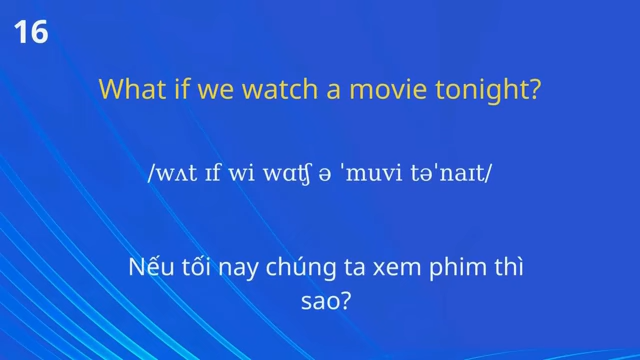 16
What if we watch a movie tonight?
/wʌt ɪf wi wɑʧ ə ˈmuvi təˈnaɪt/
Nếu tối nay chúng ta xem phim thì
sao?